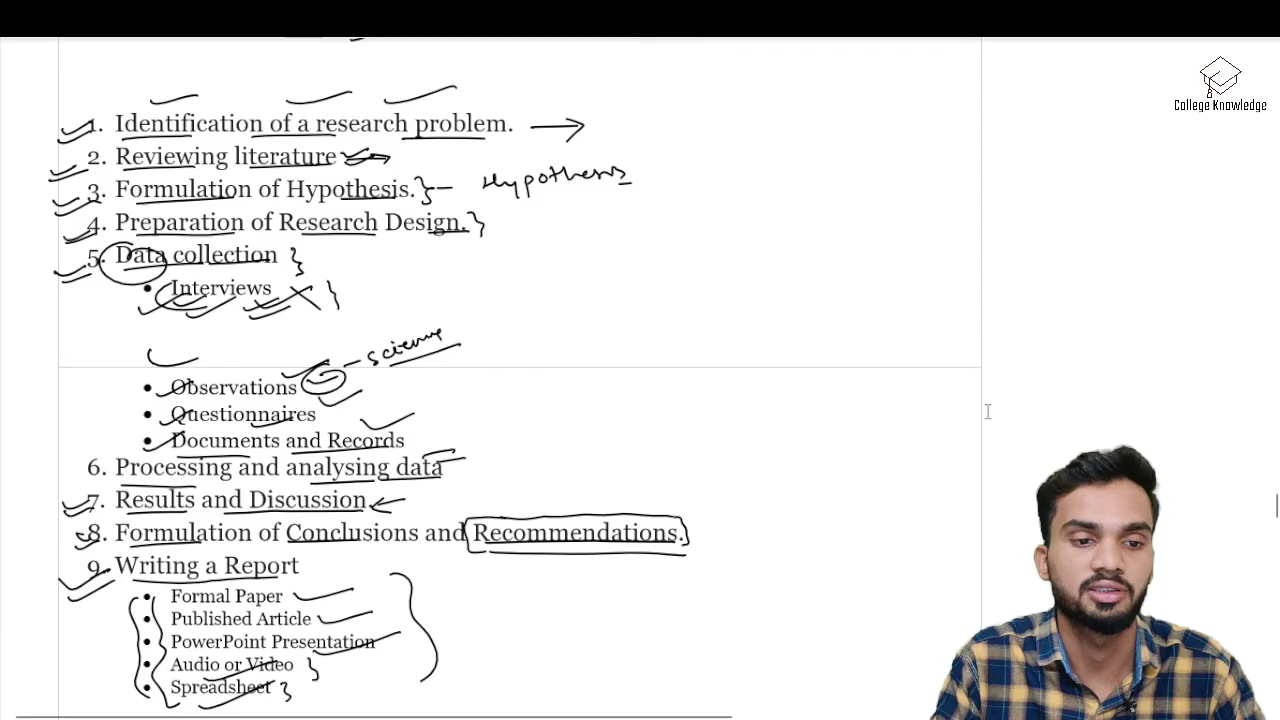 College Knowledge
1. Identification of a research problem.
2. Reviewing literature
3. Formulation of Hypothesis. Hypothesis
4. Preparation of Research Design.
5. Data collection
• Interviews
science
• Observations
• Questionnaires
• Documents and Records
6. Processing and analysing data
7. Results and Discussion
8. Formulation of Conclusions and Recommendations.
9. Writing a Report
• Formal Paper
• Published Article
• PowerPoint Presentation
• Audio or Video
• Spreadsheet